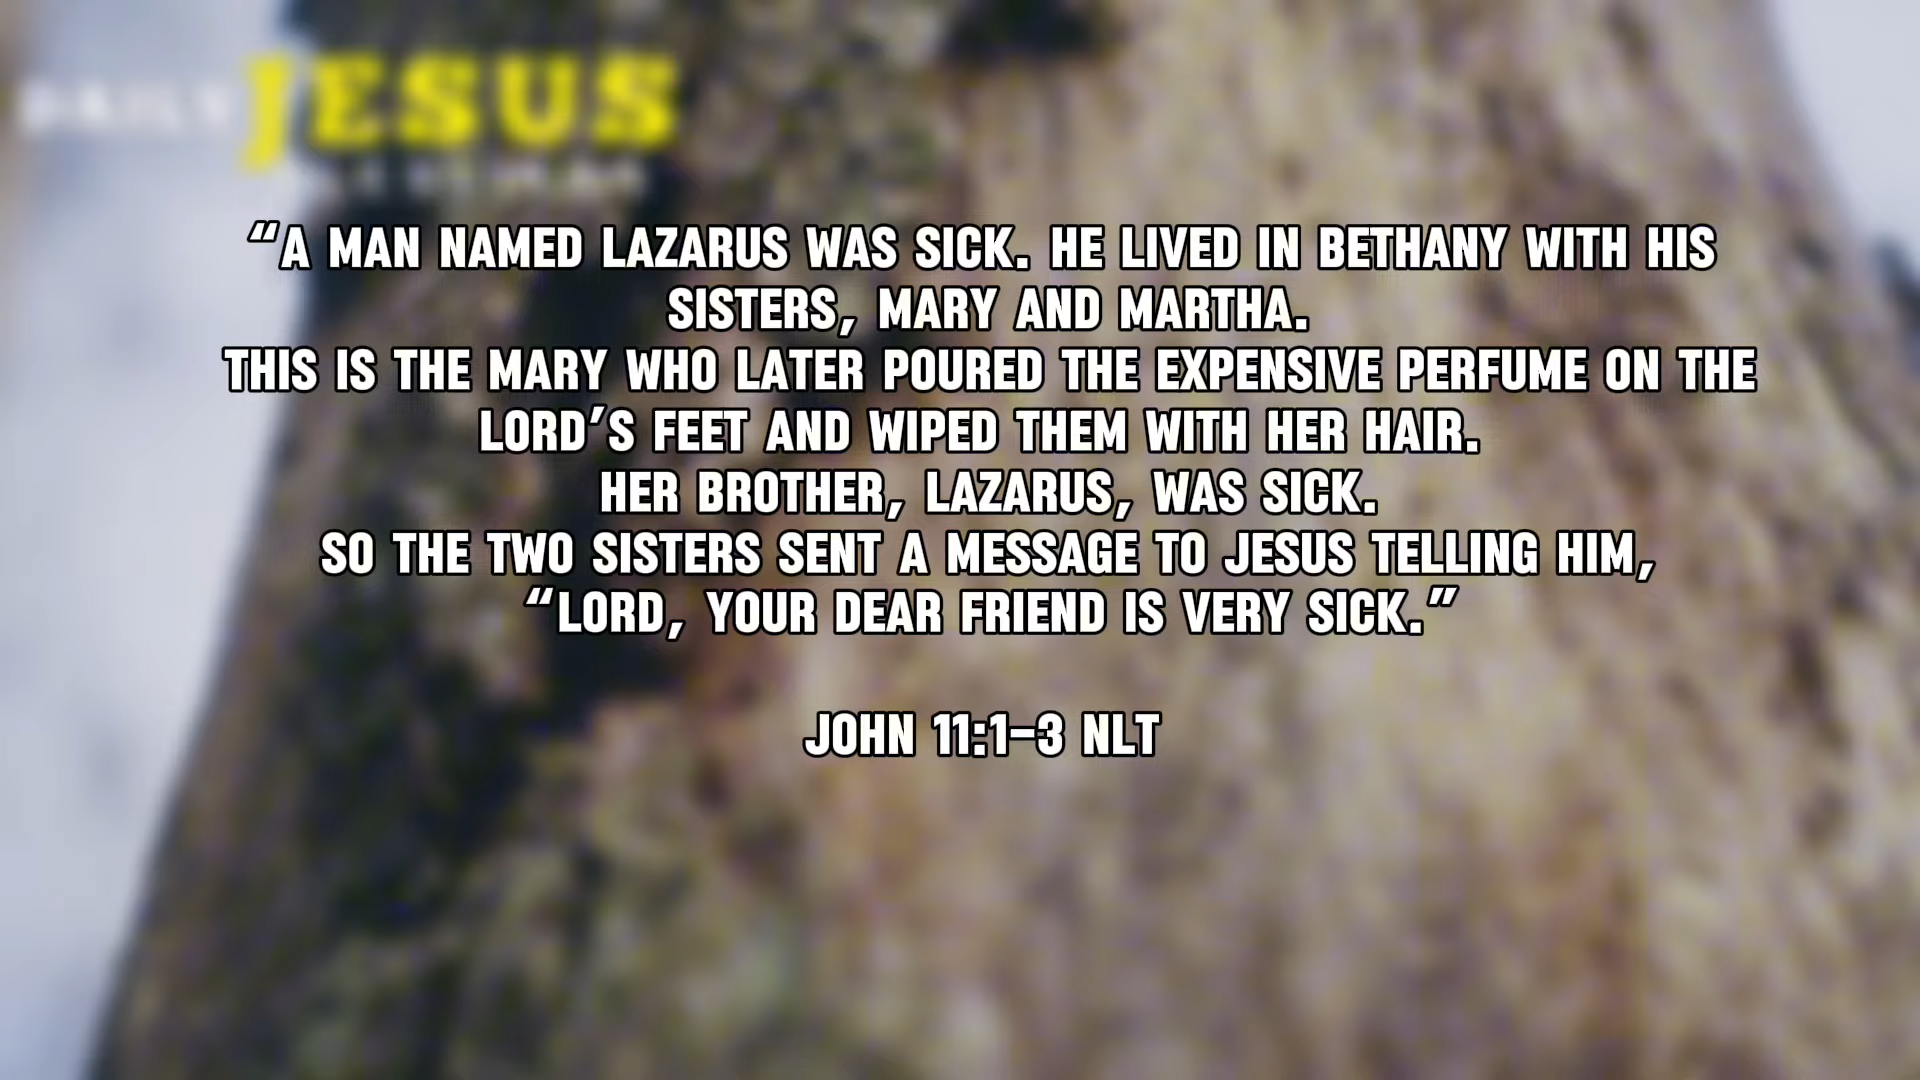 DAILY JESUS
“A MAN NAMED LAZARUS WAS SICK. HE LIVED IN BETHANY WITH HIS
SISTERS, MARY AND MARTHA.
THIS IS THE MARY WHO LATER POURED THE EXPENSIVE PERFUME ON THE
LORD’S FEET AND WIPED THEM WITH HER HAIR.
HER BROTHER, LAZARUS, WAS SICK.
SO THE TWO SISTERS SENT A MESSAGE TO JESUS TELLING HIM,
“LORD, YOUR DEAR FRIEND IS VERY SICK.”
JOHN 11:1–3 NLT